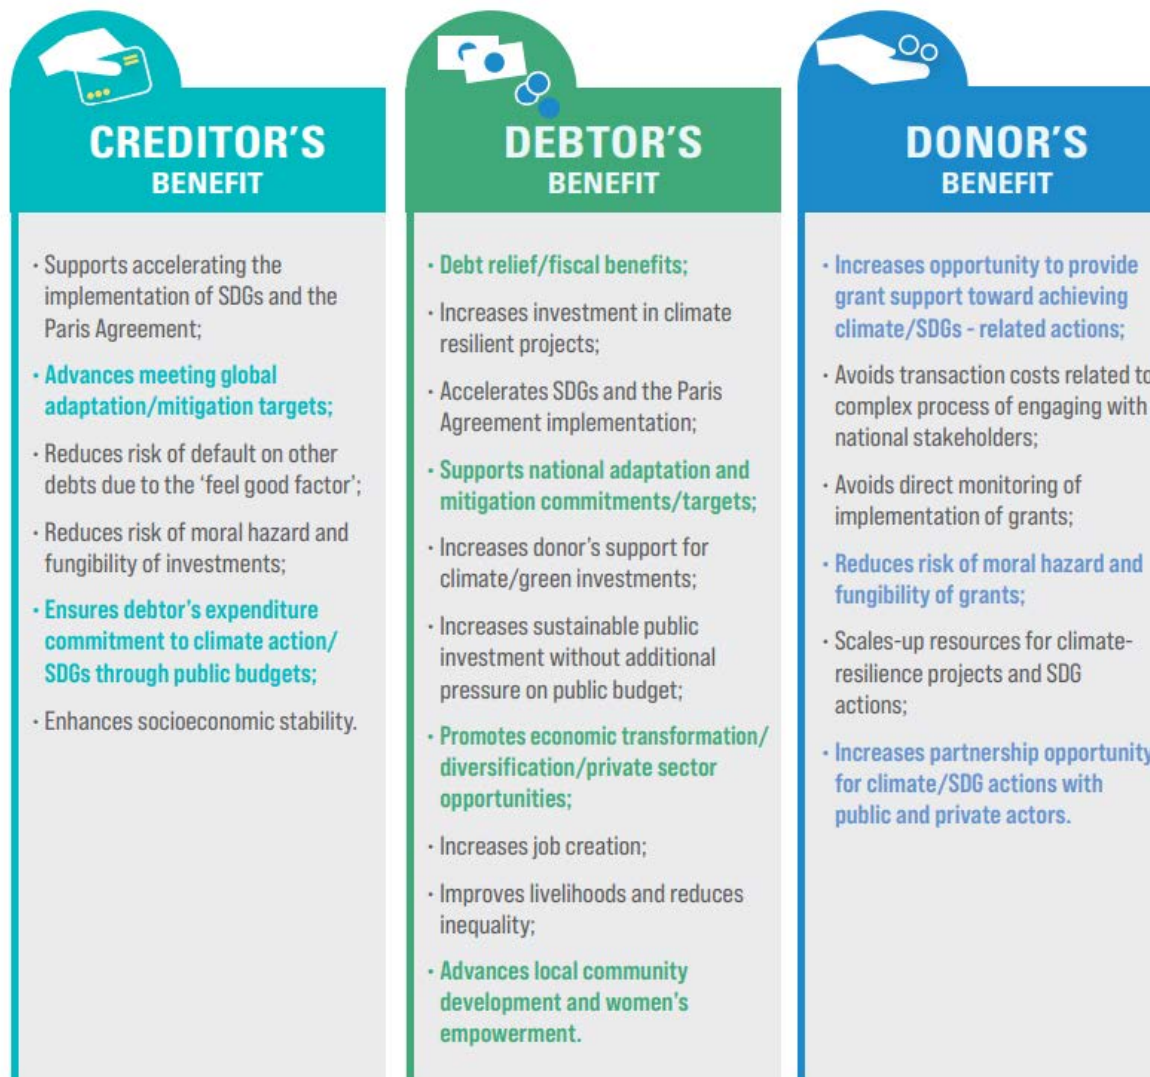 CREDITOR'S
BENEFIT
· Supports accelerating the
implementation of SDGs and the
Paris Agreement;
· Advances meeting global
adaptation/mitigation targets;
· Reduces risk of default on other
debts due to the ‘feel good factor’;
· Reduces risk of moral hazard and
fungibility of investments;
· Ensures debtor's expenditure
commitment to climate action/
SDGs through public budgets;
· Enhances socioeconomic stability.
DEBTOR'S
BENEFIT
· Debt relief/fiscal benefits;
· Increases investment in climate
resilient projects;
· Accelerates SDGs and the Paris
Agreement implementation;
· Supports national adaptation and
mitigation commitments/targets;
· Increases donor's support for
climate/green investments;
· Increases sustainable public
investment without additional
pressure on public budget;
· Promotes economic transformation/
diversification/private sector
opportunities;
· Increases job creation;
· Improves livelihoods and reduces
inequality;
· Advances local community
development and women's
empowerment.
DONOR'S
BENEFIT
· Increases opportunity to provide
grant support toward achieving
climate/SDGs - related actions;
· Avoids transaction costs related to
complex process of engaging with
national stakeholders;
· Avoids direct monitoring of
implementation of grants;
· Reduces risk of moral hazard and
fungibility of grants;
· Scales-up resources for climate-
resilience projects and SDG
actions;
· Increases partnership opportunity
for climate/SDG actions with
public and private actors.